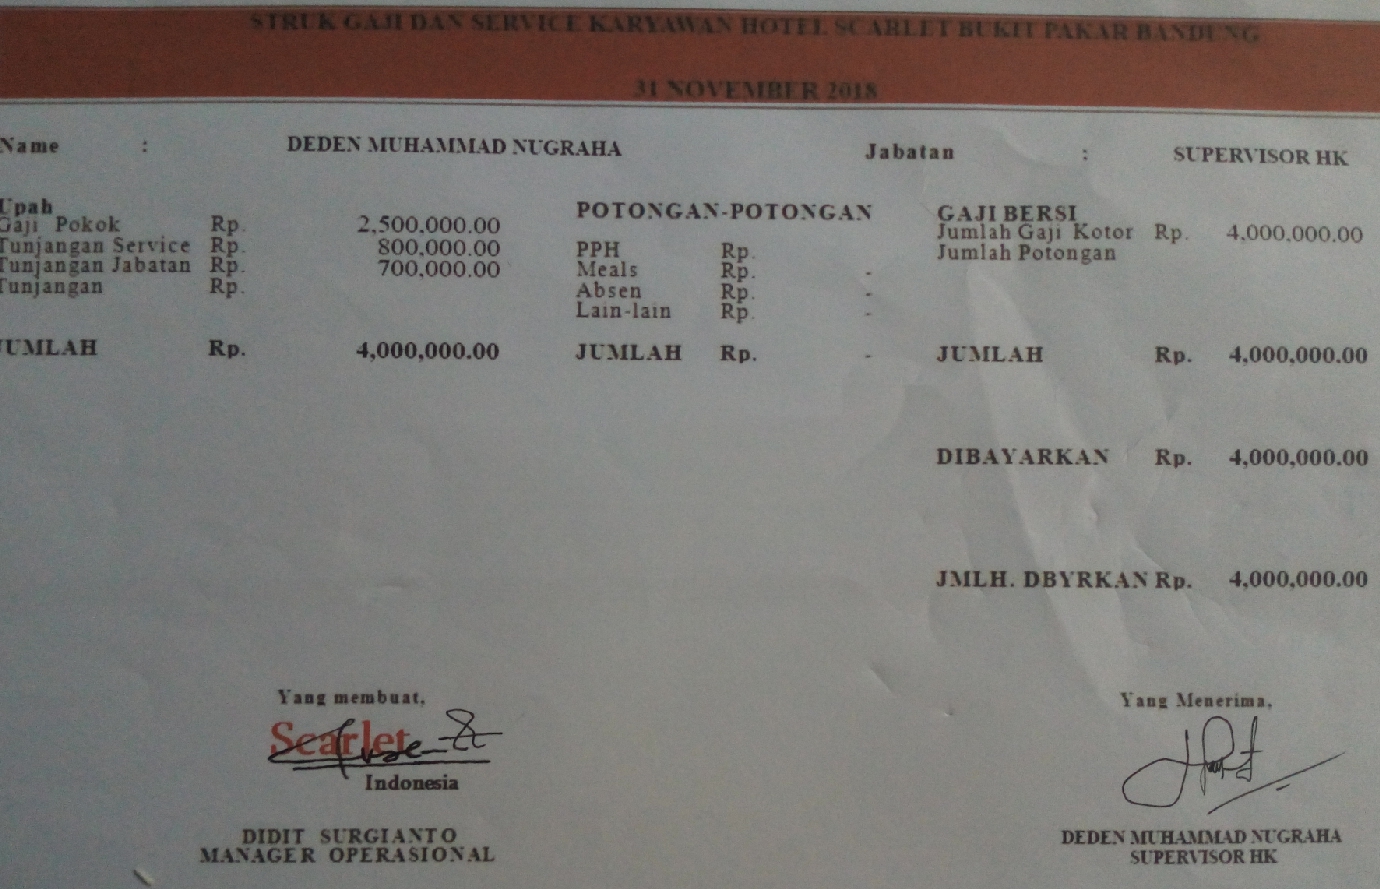 STRUK GAJI DAN SERVICE KARYAWAN HOTEL SCARLET BUKIT PAKAR BANDUNG
31 NOVEMBER 2018
Name : DEDEN MUHAMMAD NUGRAHA Jabatan : SUPERVISOR HK
Upah POTONGAN-POTONGAN GAJI BERSI
Gaji Pokok Rp. 2,500,000.00 Jumlah Gaji Kotor Rp. 4,000,000.00
Tunjangan Service Rp. 800,000.00 PPH Rp. Jumlah Potongan
Tunjangan Jabatan Rp. 700,000.00 Meals Rp. -
Tunjangan Rp. Absen Rp. -
Lain-lain Rp. -
JUMLAH Rp. 4,000,000.00 JUMLAH Rp. - JUMLAH Rp. 4,000,000.00
DIBAYARKAN Rp. 4,000,000.00
JMLH. DBYRKAN Rp. 4,000,000.00
Yang membuat, Yang Menerima,
Scarlet
Indonesia
DIDIT SURGIANTO DEDEN MUHAMMAD NUGRAHA
MANAGER OPERASIONAL SUPERVISOR HK